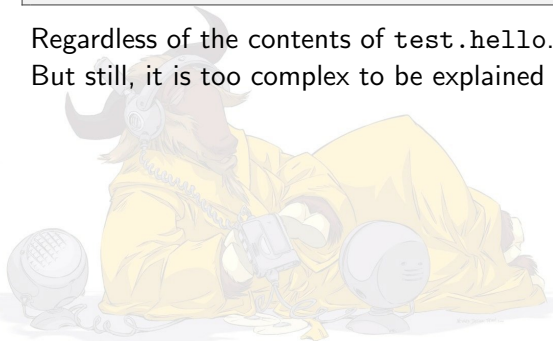 Regardless of the contents of test.hello.
But still, it is too complex to be explained